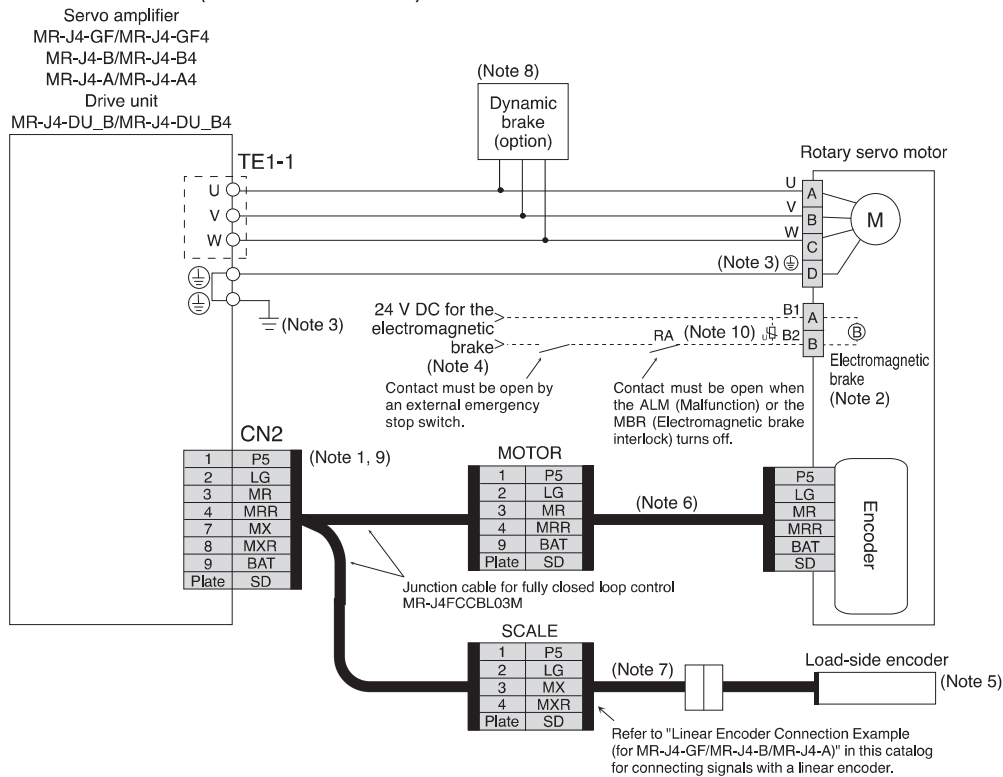 Servo amplifier
MR-J4-GF/MR-J4-GF4
MR-J4-B/MR-J4-B4
MR-J4-A/MR-J4-A4
Drive unit
MR-J4-DU_B/MR-J4-DU_B4
(Note 8)
Dynamic
brake
(option)
Rotary servo motor
TE1-1
U
V
W
U
V
W
A
B
C
D
M
(Note 3)
(Note 3)
24 V DC for the
electromagnetic
brake
(Note 4)
Contact must be open by
an external emergency
stop switch.
RA
(Note 10)
U
B1
B2
A
B
B
Contact must be open when
the ALM (Malfunction) or the
MBR (Electromagnetic brake
interlock) turns off.
Electromagnetic
brake
(Note 2)
CN2
(Note 1, 9)
1 P5
2 LG
3 MR
4 MRR
7 MX
8 MXR
9 BAT
Plate SD
MOTOR
1 P5
2 LG
3 MR
4 MRR
9 BAT
Plate SD
(Note 6)
P5
LG
MR
MRR
BAT
SD
Encoder
Junction cable for fully closed loop control
MR-J4FCCBL03M
SCALE
1 P5
2 LG
3 MX
4 MXR
Plate SD
(Note 7)
Load-side encoder
(Note 5)
Refer to "Linear Encoder Connection Example
(for MR-J4-GF/MR-J4-B/MR-J4-A)" in this catalog
for connecting signals with a linear encoder.